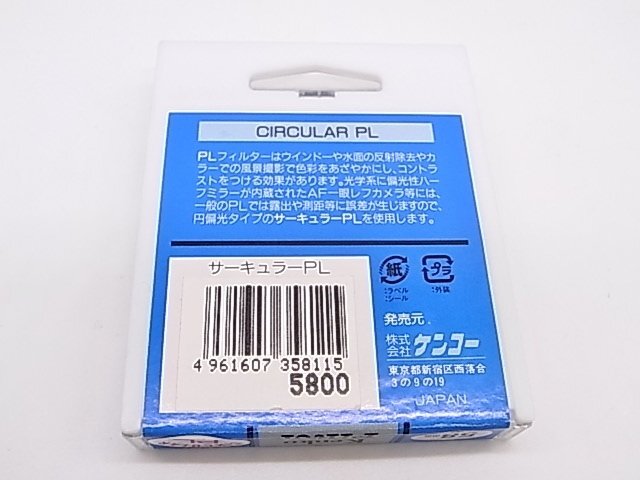 CIRCULAR PL
PLフィルターはウインドーや水面の反射除去やカ
ラーでの風景撮影で色彩をあざやかにし、コントラ
ストをつける効果があります。光学系に偏光性ハー
フミラーが内蔵されたAF一眼レフカメラ等には、
一般のPLでは露出や測距等に誤差が生じますので、
円偏光タイプのサーキュラーPLを使用します。
サーキュラーPL
4 961607 358115
5800
紙
:ラベル
:シール
プラ
:外装
発売元
株式
会社 ケンコー
東京都新宿区西落合
3の9の19
JAPAN
Kenko
58